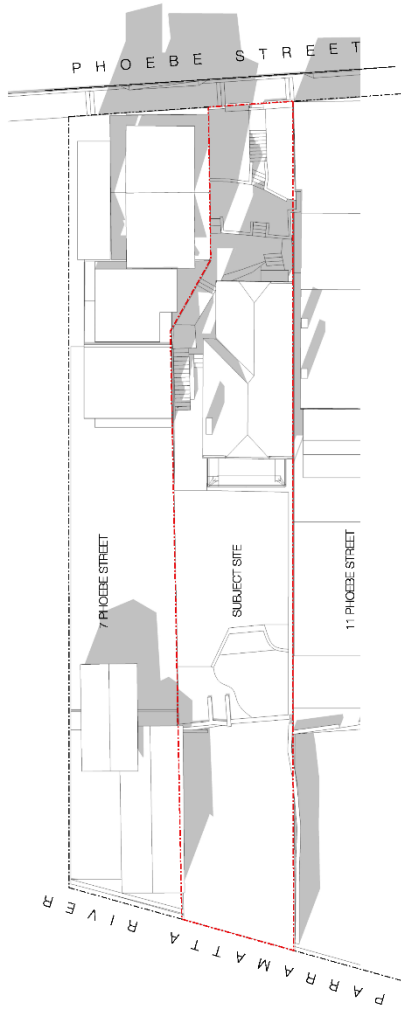 PHOEBE STREET
7 PHOEBE STREET
SUBJECT SITE
11 PHOEBE STREET
PARRAMATTA RIVER